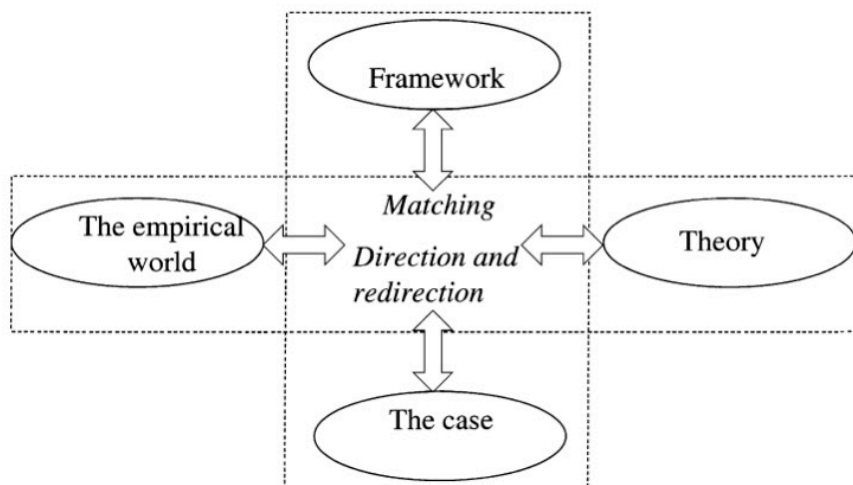 Framework
Matching
The empirical
world
Direction and
redirection
Theory
The case